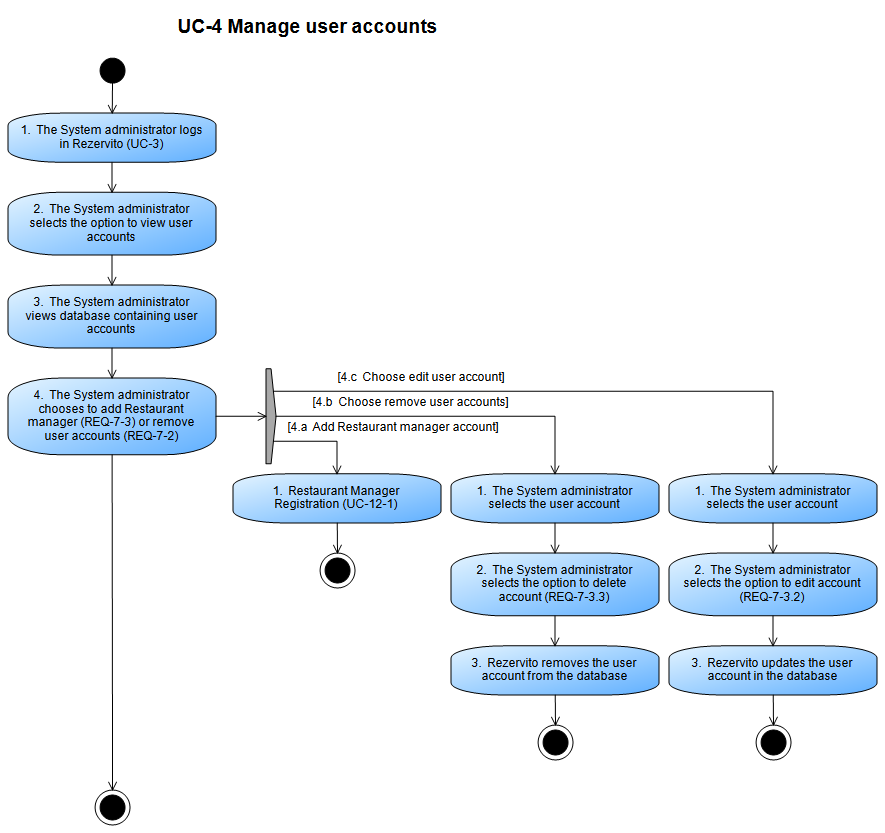 UC-4 Manage user accounts
1. The System administrator logs
in Rezervito (UC-3)
2. The System administrator
selects the option to view user
accounts
3. The System administrator
views database containing user
accounts
4. The System administrator
chooses to add Restaurant
manager (REQ-7-3) or remove
user accounts (REQ-7-2)
[4.c Choose edit user account]
[4.b Choose remove user accounts]
[4.a Add Restaurant manager account]
1. Restaurant Manager
Registration (UC-12-1)
1. The System administrator
selects the user account
2. The System administrator
selects the option to delete
account (REQ-7-3.3)
3. Rezervito removes the user
account from the database
1. The System administrator
selects the user account
2. The System administrator
selects the option to edit account
(REQ-7-3.2)
3. Rezervito updates the user
account in the database